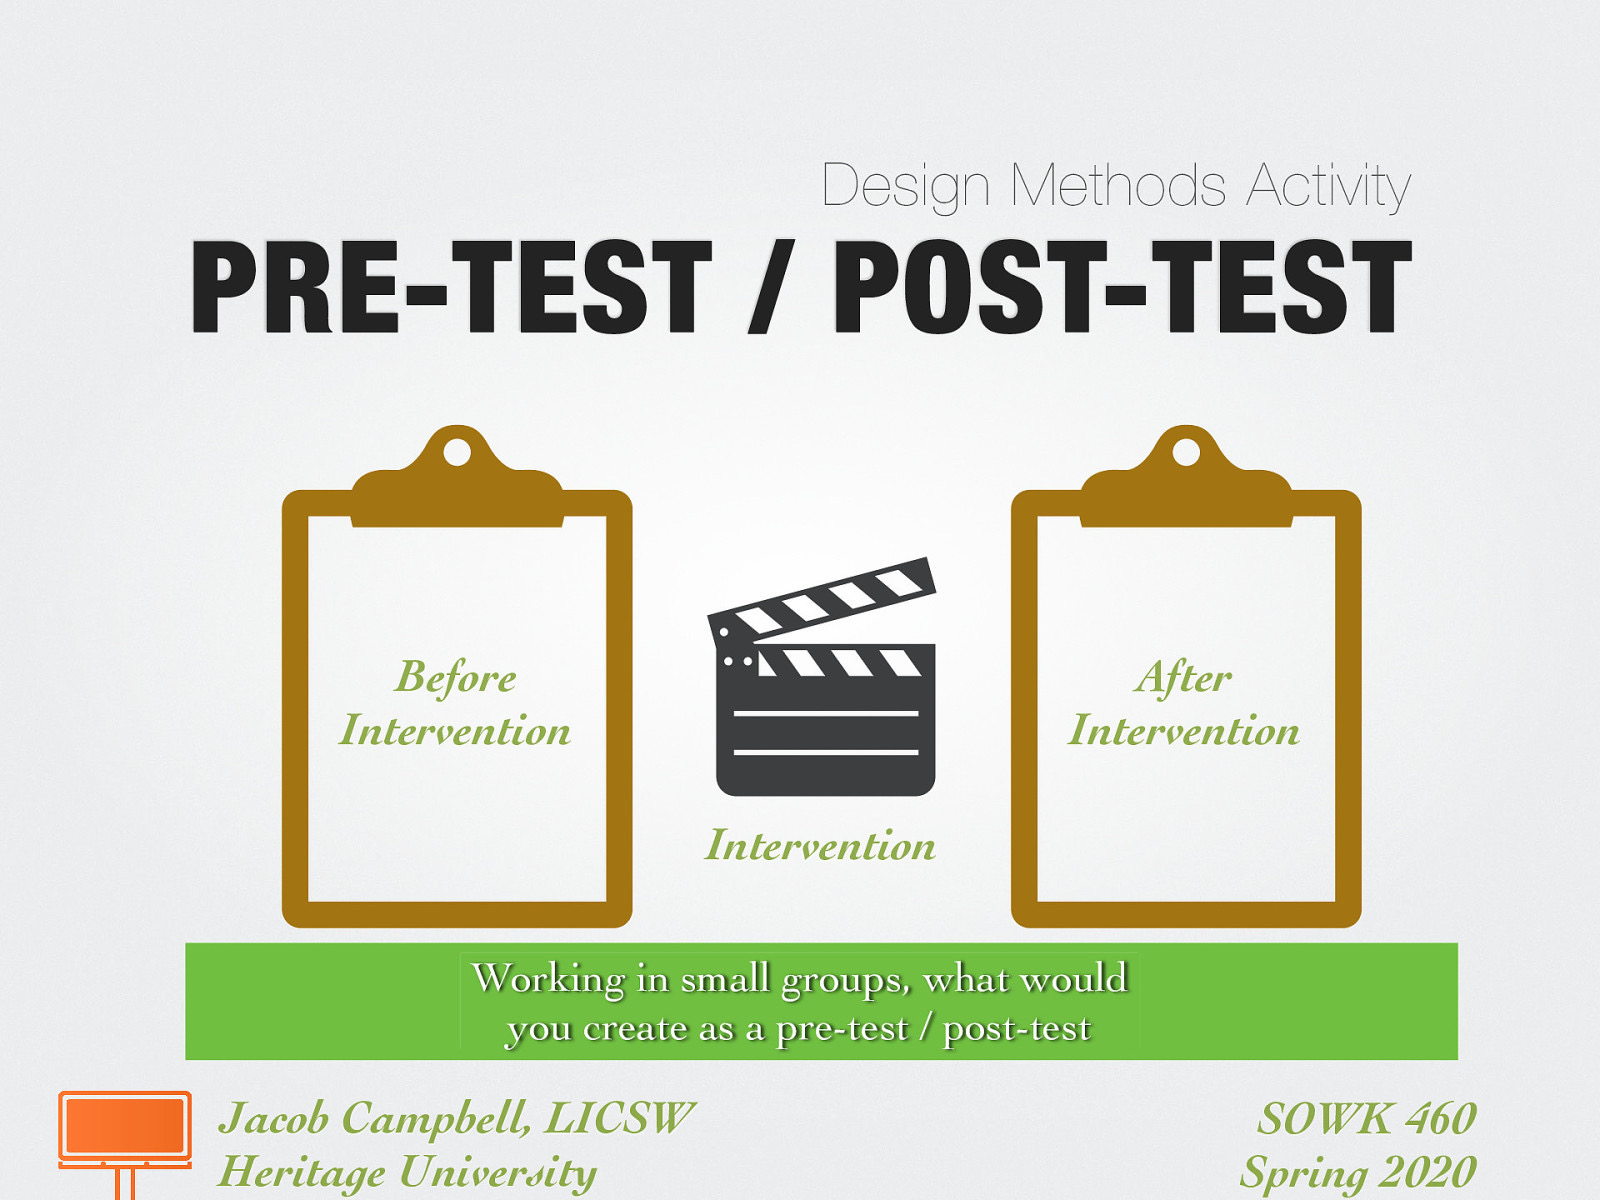 Design Methods Activity
PRE-TEST / POST-TEST
Before
Intervention
Intervention
After
Intervention
Working in small groups, what would
you create as a pre-test / post-test
Jacob Campbell, LICSW
Heritage University
SOWK 460
Spring 2020